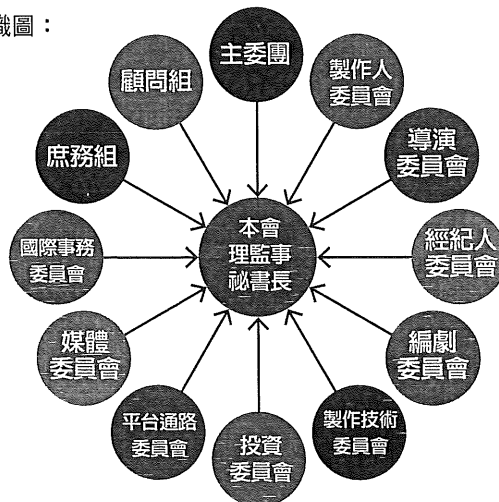 織圖：
主委團
製作人
委員會
導演
委員會
經紀人
委員會
編劇
委員會
製作技術
委員會
投資
委員會
平台通路
委員會
媒體
委員會
國際事務
委員會
庶務組
顧問組
本會
理監事
祕書長